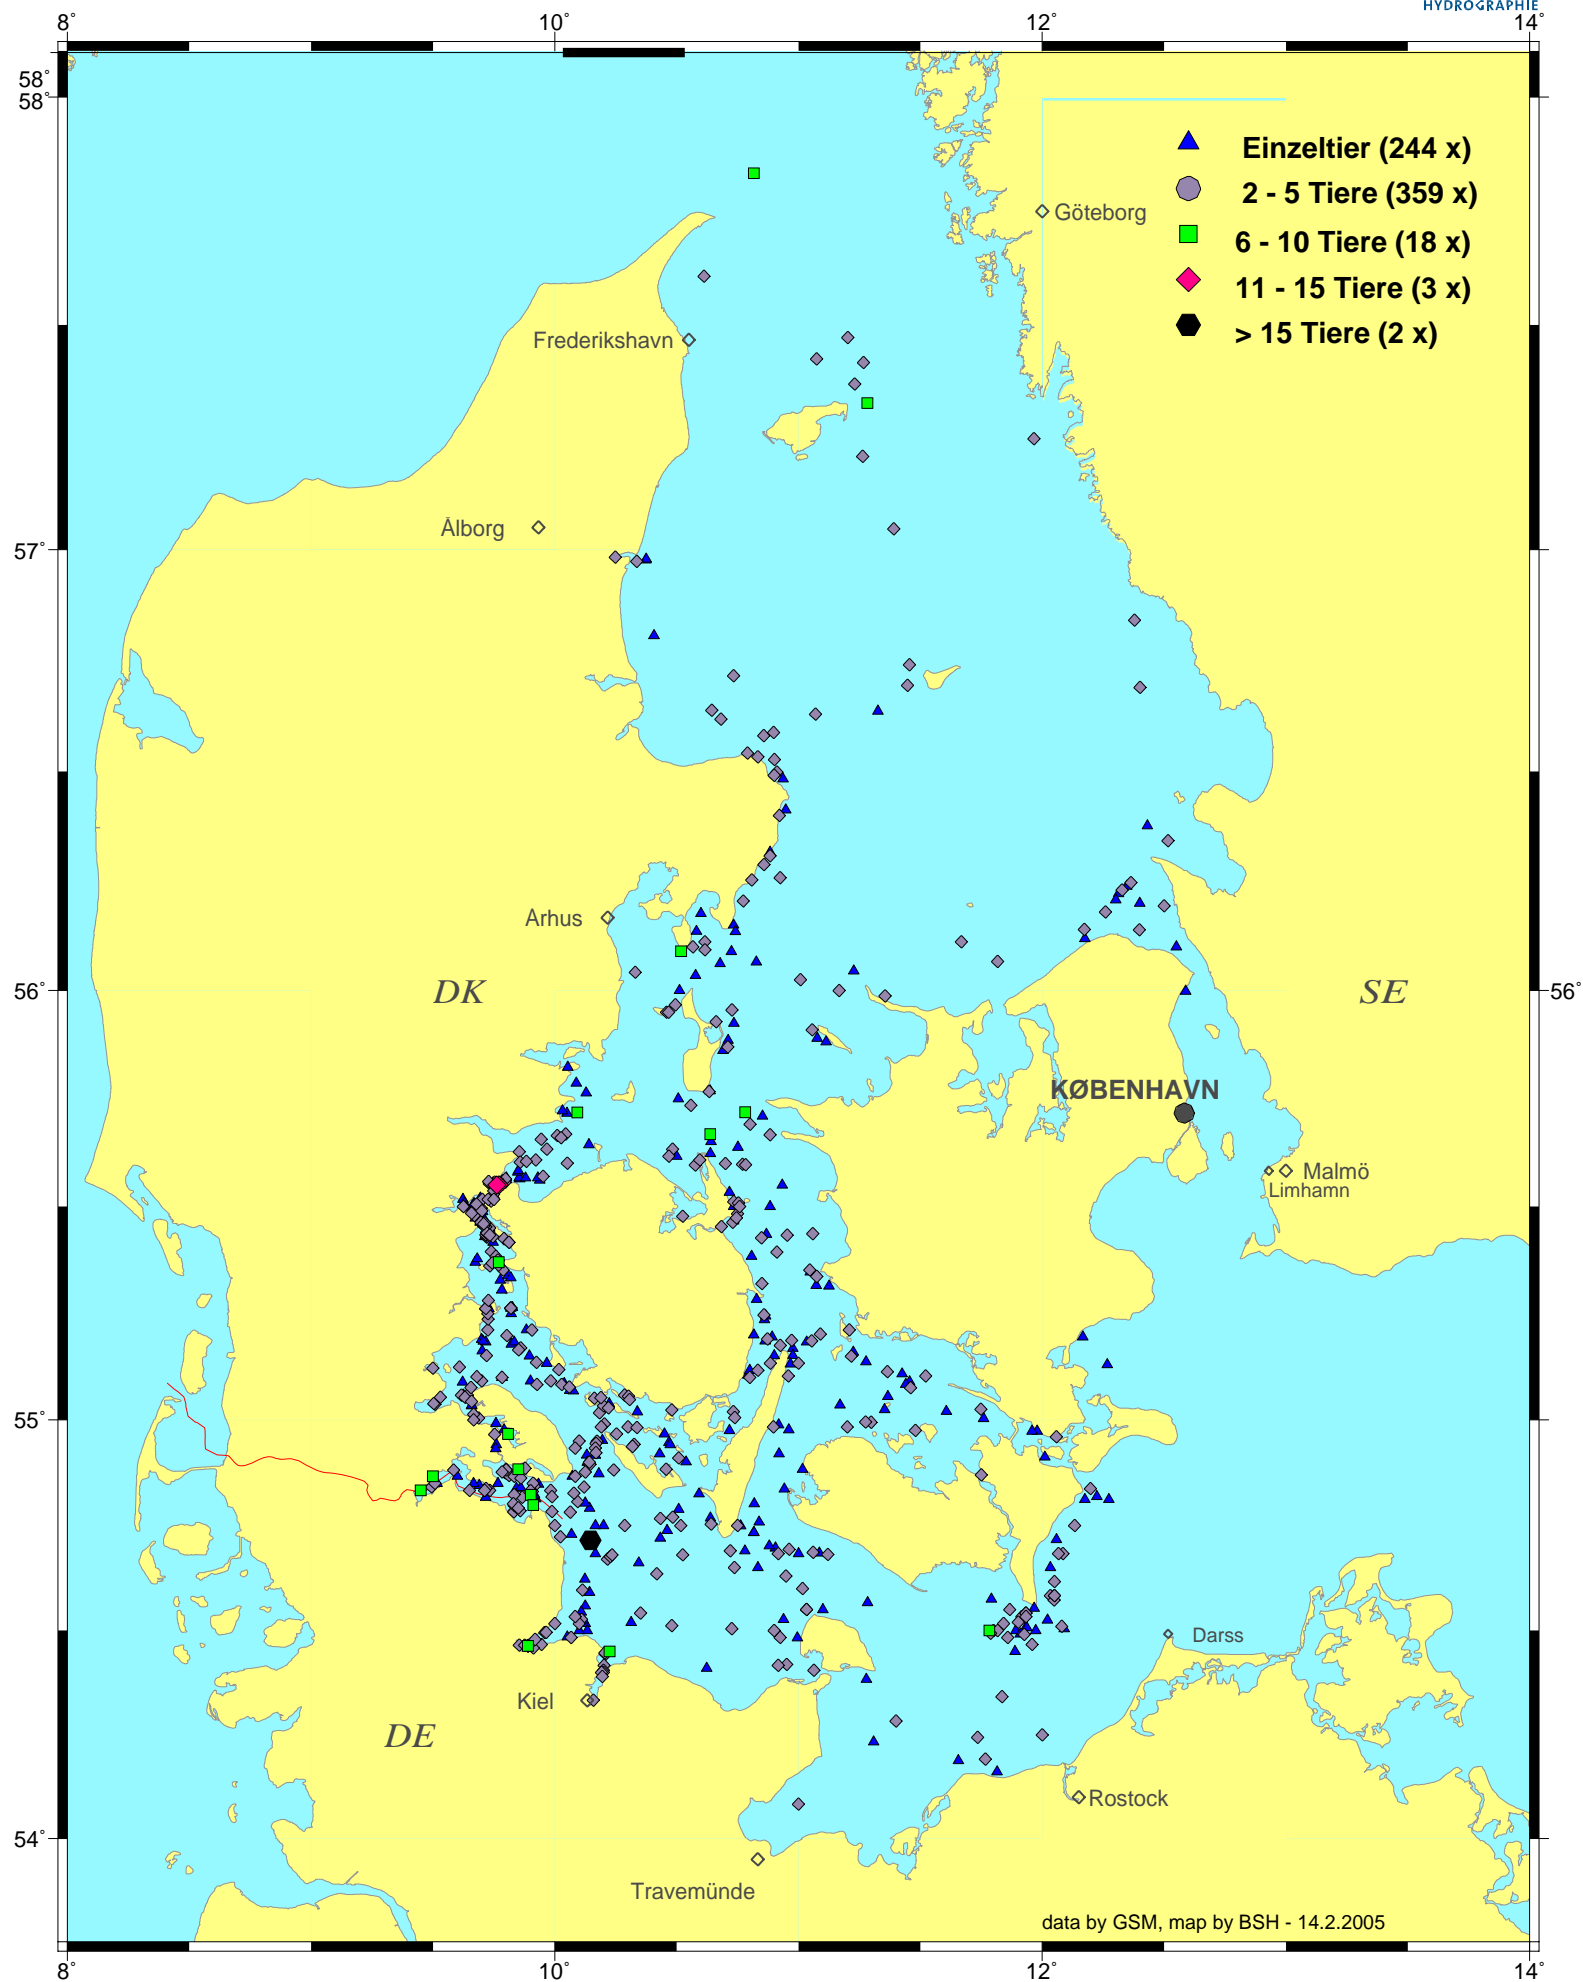 HYDROGRAPHIE
8° 10° 12° 14°
58°
58°
Einzeltier (244 x)
2 - 5 Tiere (359 x)
Göteborg
6 - 10 Tiere (18 x)
11 - 15 Tiere (3 x)
Frederikshavn
> 15 Tiere (2 x)
Ålborg
57°
Arhus
DK
SE
56° 56°
KØBENHAVN
Malmö
Limhamn
55°
Darss
Kiel
DE
Rostock
54°
Travemünde
data by GSM, map by BSH - 14.2.2005
8° 10° 12° 14°